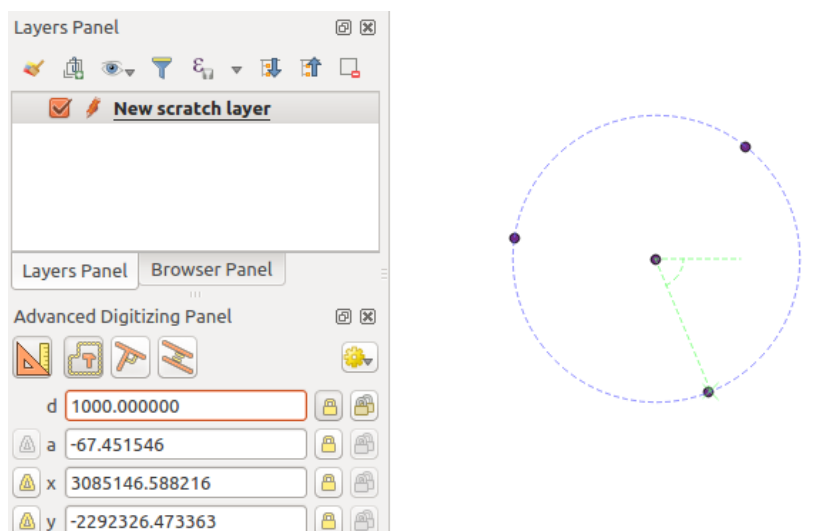 Layers Panel
New scratch layer
Layers Panel Browser Panel
Advanced Digitizing Panel
d 1000.000000
a -67.451546
x 3085146.588216
y -2292326.473363